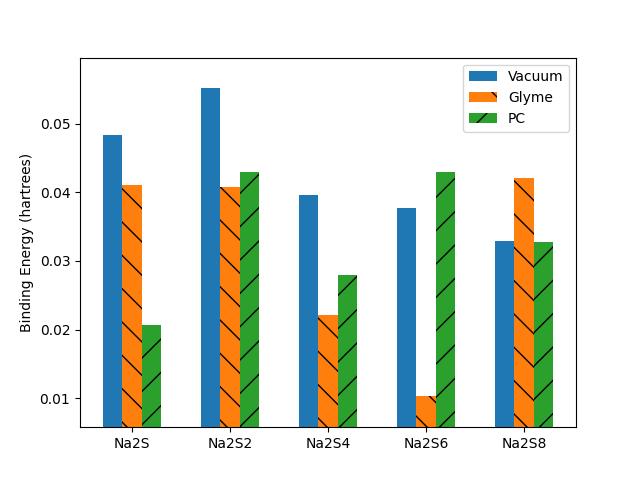 Vacuum
Glyme
PC
Binding Energy (hartrees)
0.05
0.04
0.03
0.02
0.01
Na2S
Na2S2
Na2S4
Na2S6
Na2S8